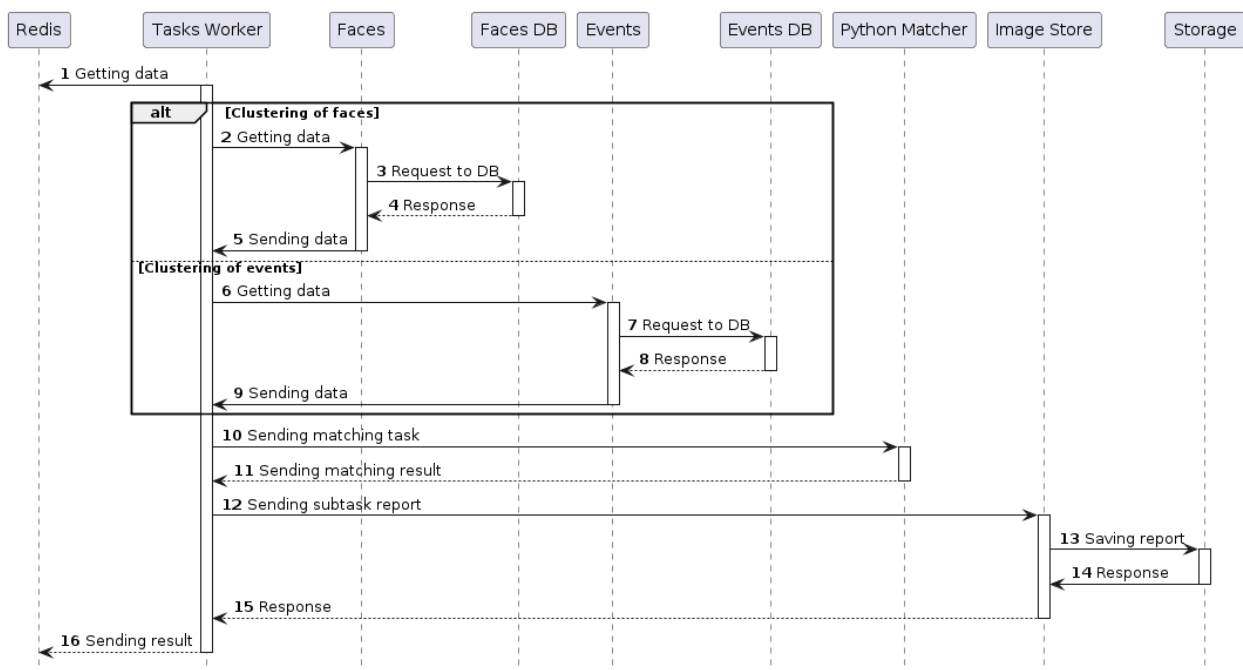 Redis
Tasks Worker
Faces
Faces DB
Events
Events DB
Python Matcher
Image Store
Storage
1 Getting data
alt
[Clustering of faces]
2 Getting data
3 Request to DB
4 Response
5 Sending data
[Clustering of events]
6 Getting data
7 Request to DB
8 Response
9 Sending data
10 Sending matching task
11 Sending matching result
12 Sending subtask report
13 Saving report
14 Response
15 Response
16 Sending result